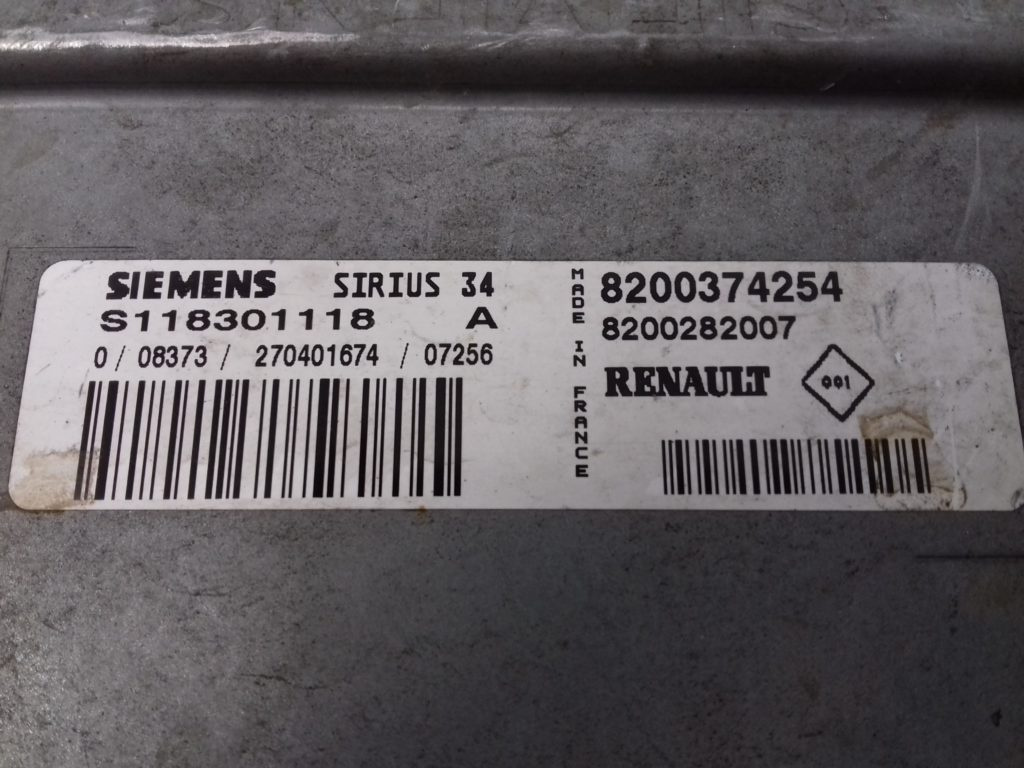 SIEMENS SIRIUS 34
S118301118 A
0 / 08373 / 270401674 / 07256
MADE IN FRANCE
8200374254
8200282007
RENAULT 001